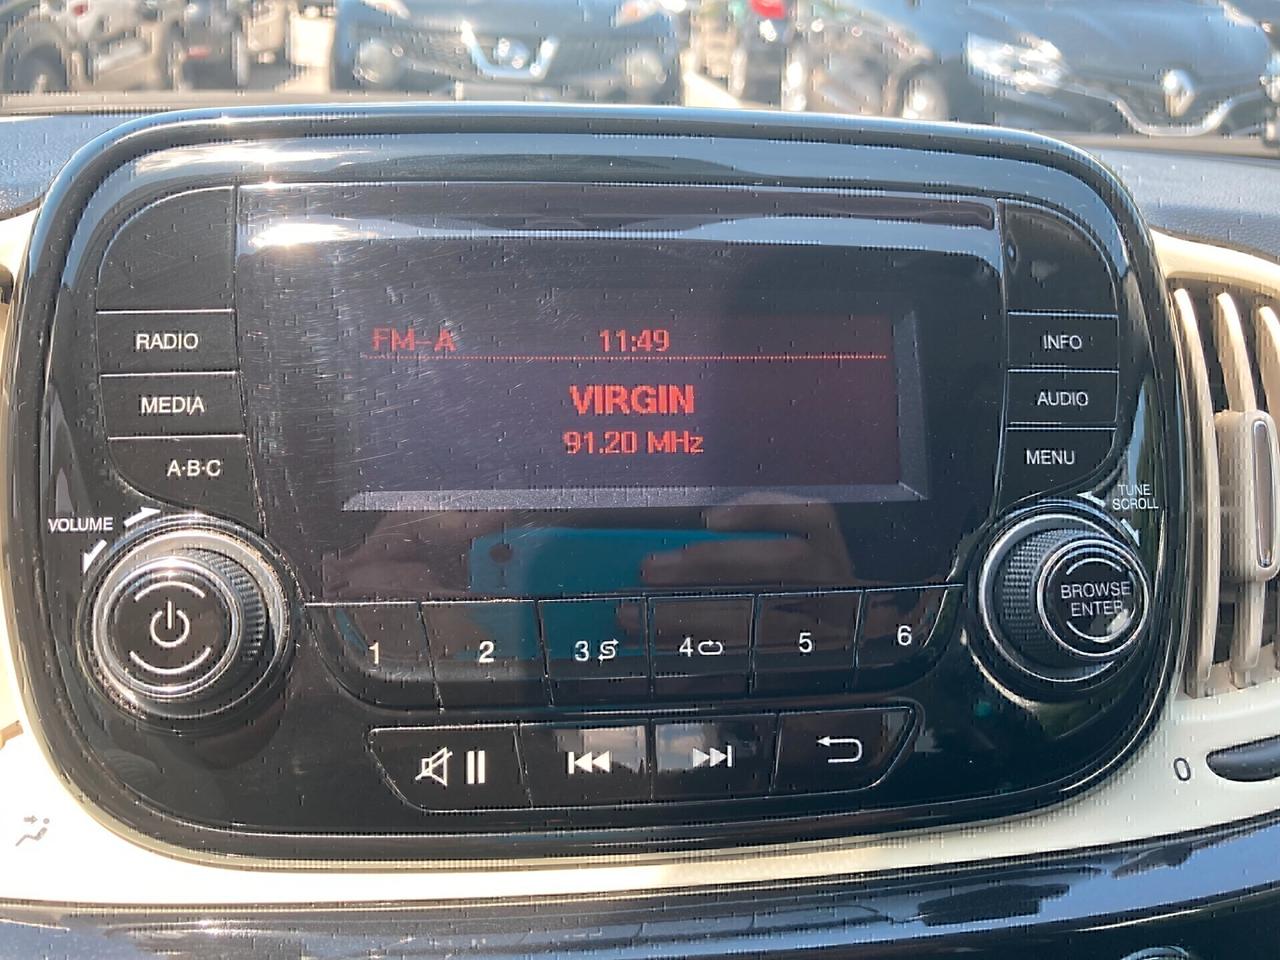 FM-A 11:49
VIRGIN
91.20 MHz
RADIO
MEDIA
A·B·C
INFO
AUDIO
MENU
VOLUME
TUNE
SCROLL
BROWSE
ENTER
1 2 3 4 5 6
0